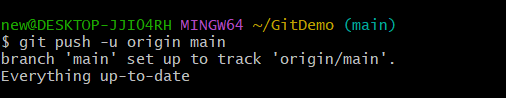 new@DESKTOP-JJIO4RH MINGW64 ~/GitDemo (main)
$ git push -u origin main
branch 'main' set up to track 'origin/main'.
Everything up-to-date